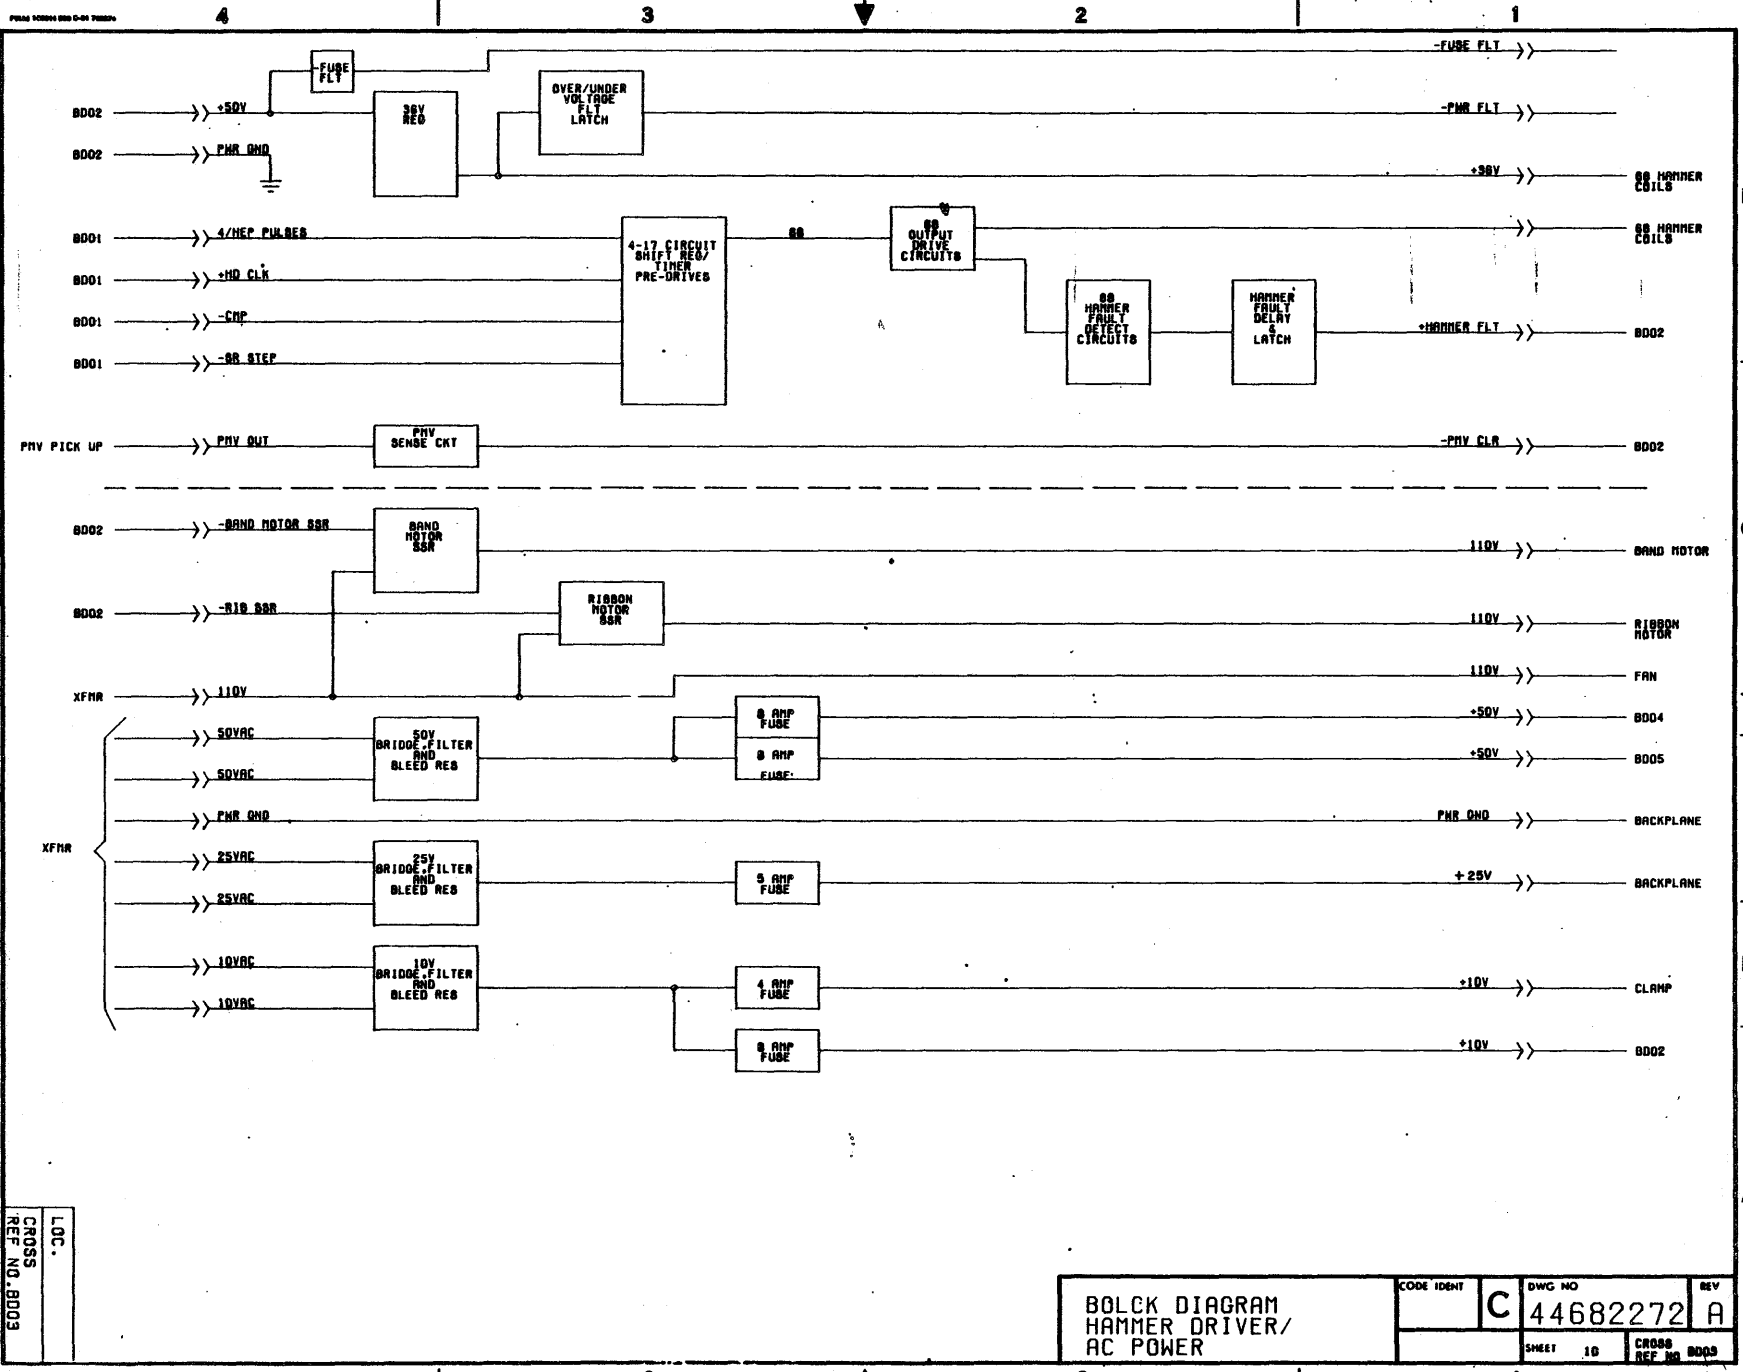 4 3 2 1
-FUSE FLT
-FUSE
FLT
OVER/UNDER
VOLTAGE
FLT
LATCH
BD02 +50V
36V
REG
-PWR FLT
BD02 PWR GND
+36V
68 HAMMER
COILS
BD01 4/HEP PULSES
4-17 CIRCUIT
SHIFT REG/
TIMER
PRE-DRIVES
68
68
OUTPUT
DRIVE
CIRCUITS
68 HAMMER
COILS
BD01 +HD CLK
BD01 -CMP
BD01 -SR STEP
68
HAMMER
FAULT
DETECT
CIRCUITS
HAMMER
FAULT
DELAY
&
LATCH
+HAMMER FLT BD02
PMV PICK UP PMV OUT
PMV
SENSE CKT
-PMV CLR BD02
BD02 -BAND MOTOR SSR
BAND
MOTOR
SSR
110V BAND MOTOR
BD02 -RIB SSR
RIBBON
MOTOR
SSR
110V RIBBON
MOTOR
XFMR 110V
110V FAN
50VAC
50V
BRIDGE,FILTER
AND
BLEED RES
8 AMP
FUSE
+50V BD04
8 AMP
FUSE
+50V BD05
50VAC
PWR GND PWR GND BACKPLANE
XFMR
25VAC
25V
BRIDGE,FILTER
AND
BLEED RES
5 AMP
FUSE
+25V BACKPLANE
25VAC
10VAC
10V
BRIDGE,FILTER
AND
BLEED RES
4 AMP
FUSE
+10V CLAMP
10VAC
8 AMP
FUSE
+10V BD02
LOC.
CROSS
REF NO.BD03
BOLCK DIAGRAM
HAMMER DRIVER/
AC POWER
CODE IDENT
C
DWG NO
44682272
REV
A
SHEET 10
CROSS
REF NO BD03